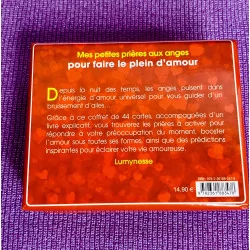 Mes petites prières aux anges
pour faire le plein d'amour
Depuis la nuit des temps, les anges puisent dans
l'énergie d'amour universel pour vous guider d'un
bruissement d'ailes...
Grâce à ce coffret de 44 cartes, accompagnées d'un
livre explicatif, vous trouverez les prières à activer pour
répondre à votre préoccupation du moment, booster
l'amour sous toutes ses formes, ainsi que des prédictions
inspirantes pour éclairer votre vie amoureuse.
Lumynesse
14,90 €